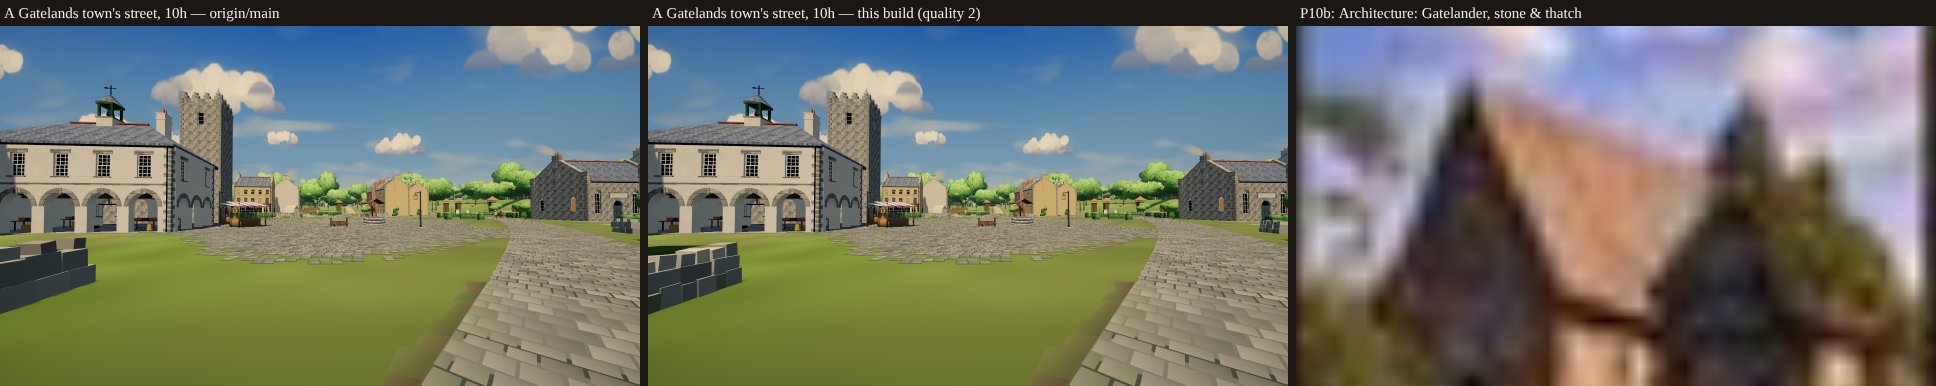 A Gatelands town's street, 10h — origin/main
A Gatelands town's street, 10h — this build (quality 2)
P10b: Architecture: Gatelander, stone & thatch